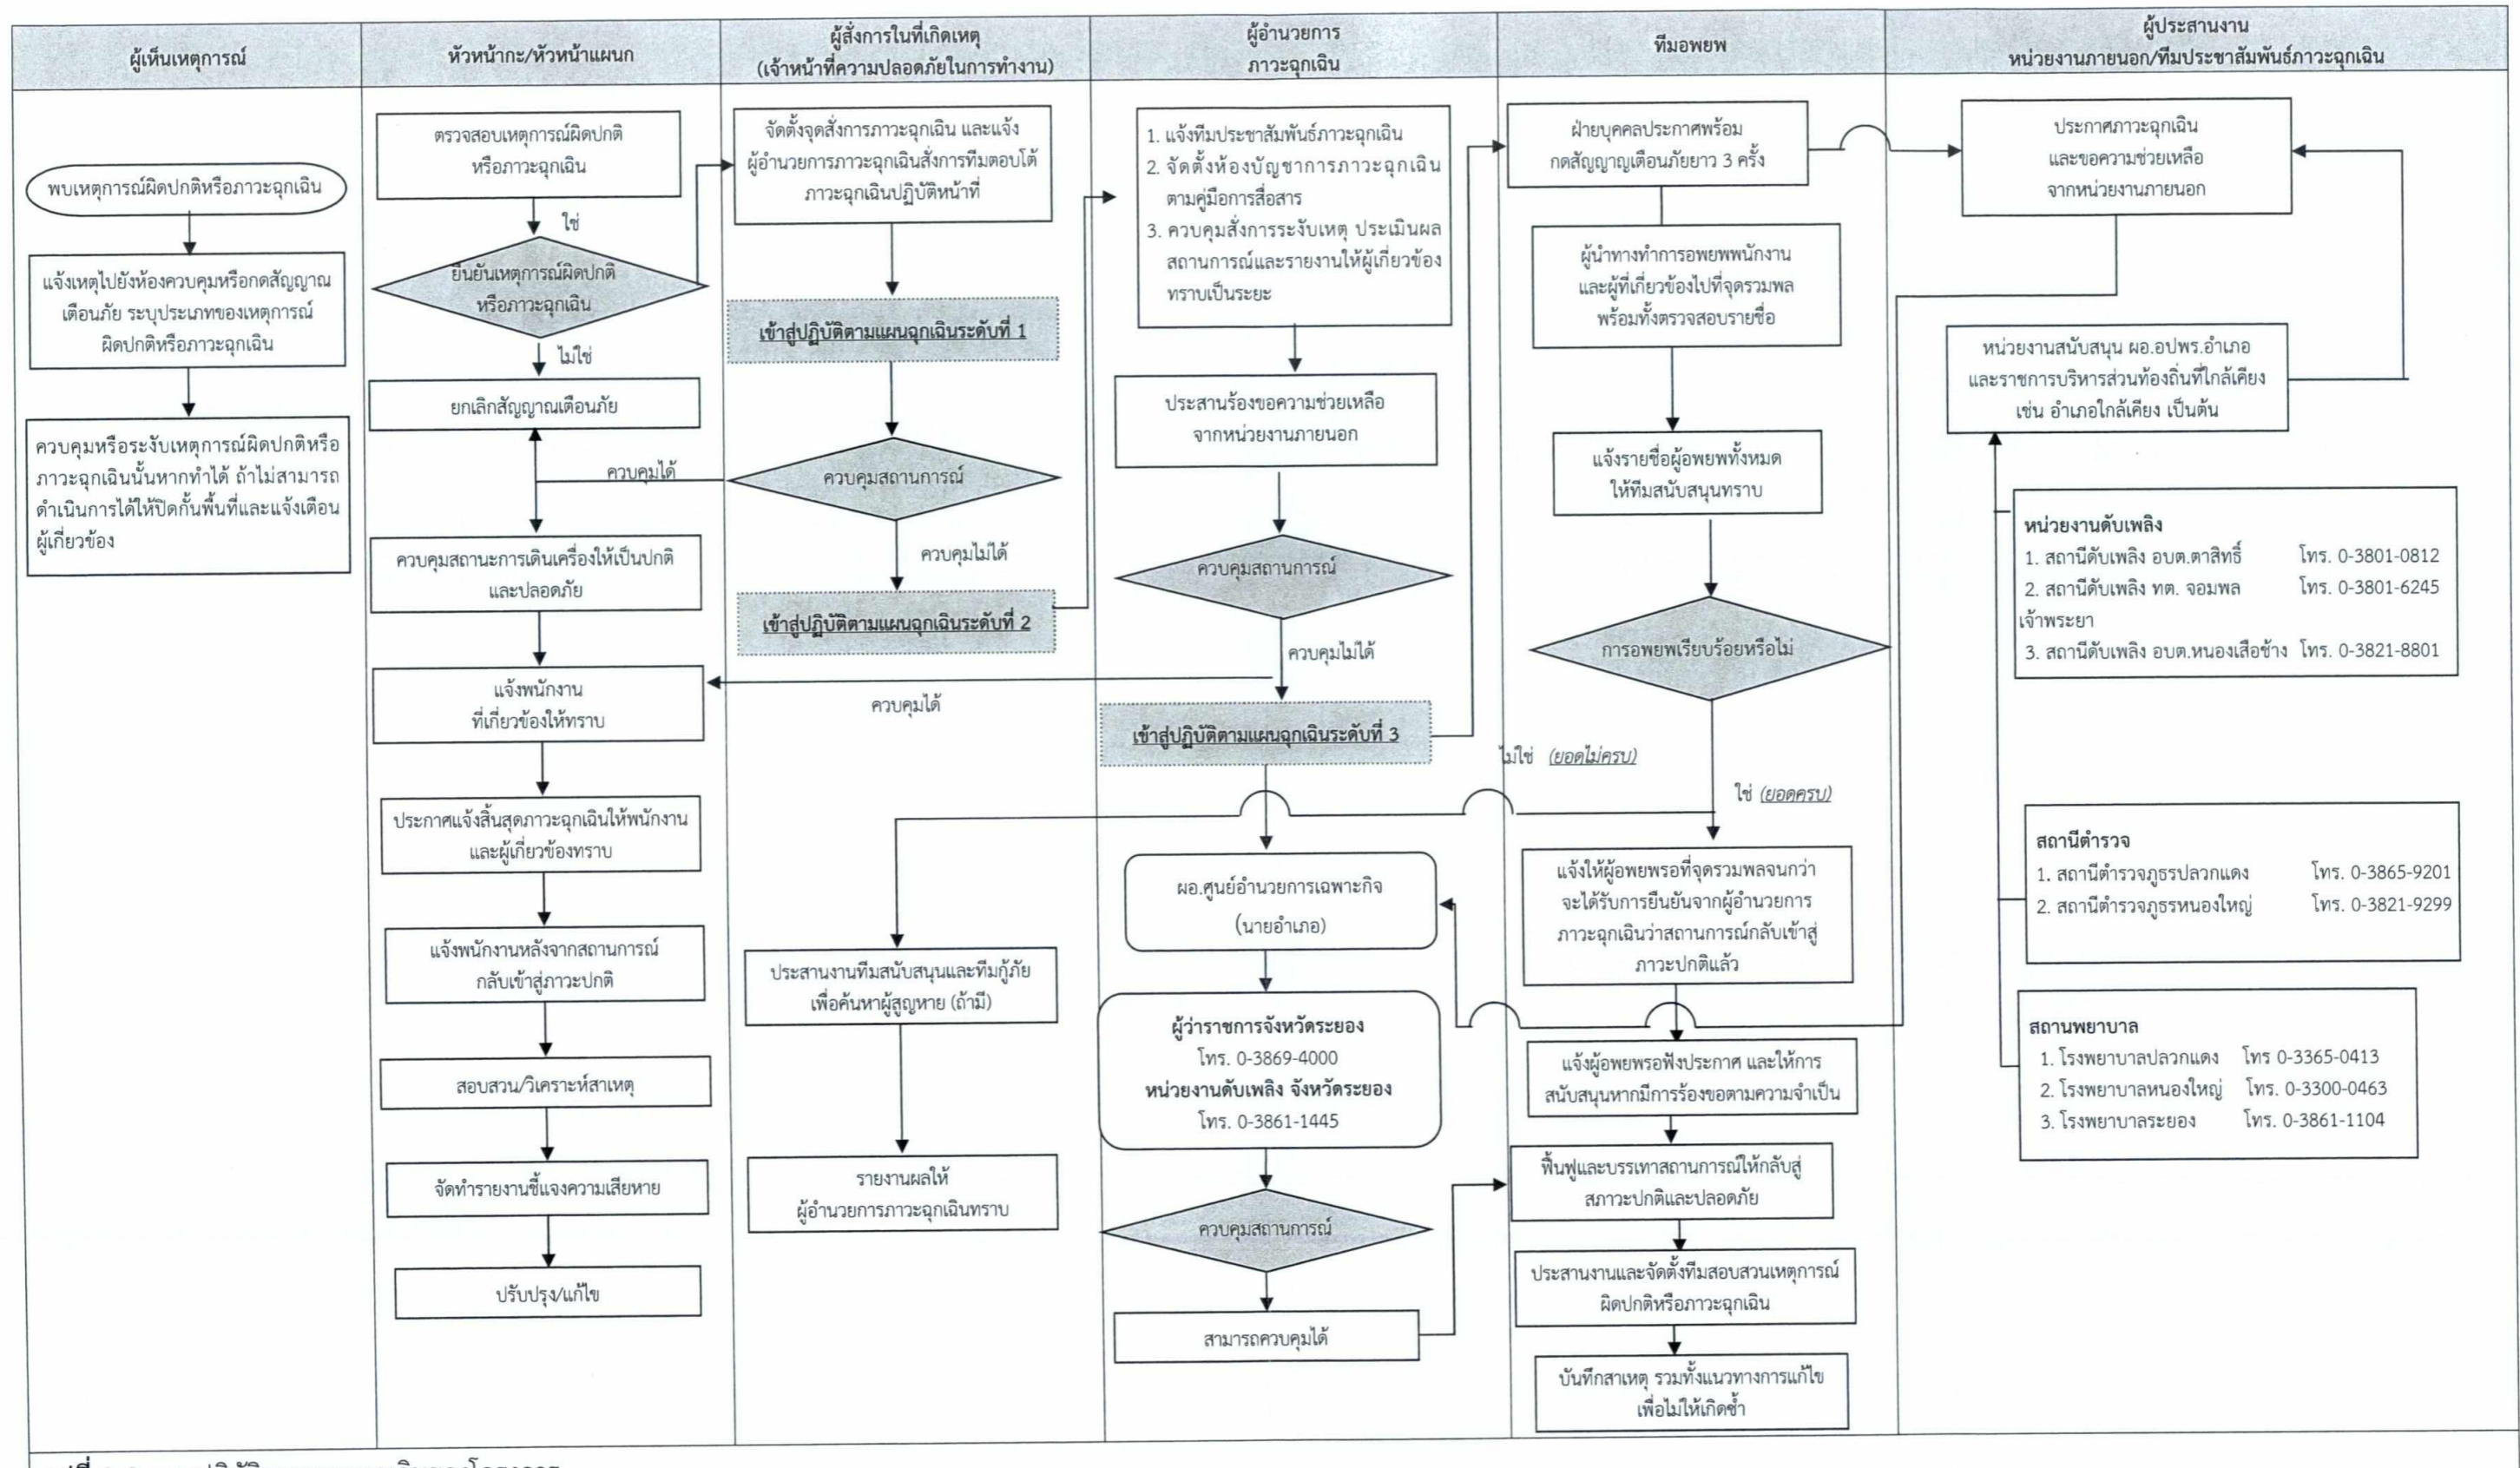 ผู้เห็นเหตุการณ์
หัวหน้ากะ/หัวหน้าแผนก
ผู้สั่งการในที่เกิดเหตุ
(เจ้าหน้าที่ความปลอดภัยในการทำงาน)
ผู้อำนวยการ
ภาวะฉุกเฉิน
ทีมอพยพ
ผู้ประสานงาน
หน่วยงานภายนอก/ทีมประชาสัมพันธ์ภาวะฉุกเฉิน
พบเหตุการณ์ผิดปกติหรือภาวะฉุกเฉิน
แจ้งเหตุไปยังห้องควบคุมหรือกดสัญญาณ
เตือนภัย ระบุประเภทของเหตุการณ์
ผิดปกติหรือภาวะฉุกเฉิน
ควบคุมหรือระงับเหตุการณ์ผิดปกติหรือ
ภาวะฉุกเฉินนั้นหากทำได้ ถ้าไม่สามารถ
ดำเนินการได้ให้ปิดกั้นพื้นที่และแจ้งเตือน
ผู้เกี่ยวข้อง
ตรวจสอบเหตุการณ์ผิดปกติ
หรือภาวะฉุกเฉิน
ใช่
ยืนยันเหตุการณ์ผิดปกติ
หรือภาวะฉุกเฉิน
ไม่ใช่
ยกเลิกสัญญาณเตือนภัย
ควบคุมได้
ควบคุมสถานะการเดินเครื่องให้เป็นปกติ
และปลอดภัย
แจ้งพนักงาน
ที่เกี่ยวข้องให้ทราบ
ประกาศแจ้งสิ้นสุดภาวะฉุกเฉินให้พนักงาน
และผู้เกี่ยวข้องทราบ
แจ้งพนักงานหลังจากสถานการณ์
กลับเข้าสู่ภาวะปกติ
สอบสวน/วิเคราะห์สาเหตุ
จัดทำรายงานชี้แจงความเสียหาย
ปรับปรุง/แก้ไข
จัดตั้งจุดสั่งการภาวะฉุกเฉิน และแจ้ง
ผู้อำนวยการภาวะฉุกเฉินสั่งการทีมตอบโต้
ภาวะฉุกเฉินปฏิบัติหน้าที่
เข้าสู่ปฏิบัติตามแผนฉุกเฉินระดับที่ 1
ควบคุมสถานการณ์
ควบคุมไม่ได้
เข้าสู่ปฏิบัติตามแผนฉุกเฉินระดับที่ 2
ควบคุมได้
ประสานงานทีมสนับสนุนและทีมกู้ภัย
เพื่อค้นหาผู้สูญหาย (ถ้ามี)
รายงานผลให้
ผู้อำนวยการภาวะฉุกเฉินทราบ
1. แจ้งทีมประชาสัมพันธ์ภาวะฉุกเฉิน
2. จัดตั้งห้องบัญชาการภาวะฉุกเฉิน
ตามคู่มือการสื่อสาร
3. ควบคุมสั่งการระงับเหตุ ประเมินผล
สถานการณ์และรายงานให้ผู้เกี่ยวข้อง
ทราบเป็นระยะ
ประสานร้องขอความช่วยเหลือ
จากหน่วยงานภายนอก
ควบคุมสถานการณ์
ควบคุมไม่ได้
เข้าสู่ปฏิบัติตามแผนฉุกเฉินระดับที่ 3
ผอ.ศูนย์อำนวยการเฉพาะกิจ
(นายอำเภอ)
ผู้ว่าราชการจังหวัดระยอง
โทร. 0-3869-4000
หน่วยงานดับเพลิง จังหวัดระยอง
โทร. 0-3861-1445
ควบคุมสถานการณ์
สามารถควบคุมได้
ฝ่ายบุคคลประกาศพร้อม
กดสัญญาญเตือนภัยยาว 3 ครั้ง
ผู้นำทางทำการอพยพพนักงาน
และผู้ที่เกี่ยวข้องไปที่จุดรวมพล
พร้อมทั้งตรวจสอบรายชื่อ
แจ้งรายชื่อผู้อพยพทั้งหมด
ให้ทีมสนับสนุนทราบ
การอพยพเรียบร้อยหรือไม่
ไม่ใช่ (ยอดไม่ครบ)
ใช่ (ยอดครบ)
แจ้งให้ผู้อพยพรอที่จุดรวมพลจนกว่า
จะได้รับการยืนยันจากผู้อำนวยการ
ภาวะฉุกเฉินว่าสถานการณ์กลับเข้าสู่
ภาวะปกติแล้ว
แจ้งผู้อพยพรอฟังประกาศ และให้การ
สนับสนุนหากมีการร้องขอตามความจำเป็น
ฟื้นฟูและบรรเทาสถานการณ์ให้กลับสู่
สภาวะปกติและปลอดภัย
ประสานงานและจัดตั้งทีมสอบสวนเหตุการณ์
ผิดปกติหรือภาวะฉุกเฉิน
บันทึกสาเหตุ รวมทั้งแนวทางการแก้ไข
เพื่อไม่ให้เกิดซ้ำ
ประกาศภาวะฉุกเฉิน
และขอความช่วยเหลือ
จากหน่วยงานภายนอก
หน่วยงานสนับสนุน ผอ.อปพร.อำเภอ
และราชการบริหารส่วนท้องถิ่นที่ใกล้เคียง
เช่น อำเภอใกล้เคียง เป็นต้น
หน่วยงานดับเพลิง
1. สถานีดับเพลิง อบต.ตาสิทธิ์ โทร. 0-3801-0812
2. สถานีดับเพลิง ทต. จอมพล โทร. 0-3801-6245
เจ้าพระยา
3. สถานีดับเพลิง อบต.หนองเสือช้าง โทร. 0-3821-8801
สถานีตำรวจ
1. สถานีตำรวจภูธรปลวกแดง โทร. 0-3865-9201
2. สถานีตำรวจภูธรหนองใหญ่ โทร. 0-3821-9299
สถานพยาบาล
1. โรงพยาบาลปลวกแดง โทร 0-3365-0413
2. โรงพยาบาลหนองใหญ่ โทร. 0-3300-0463
3. โรงพยาบาลระยอง โทร. 0-3861-1104